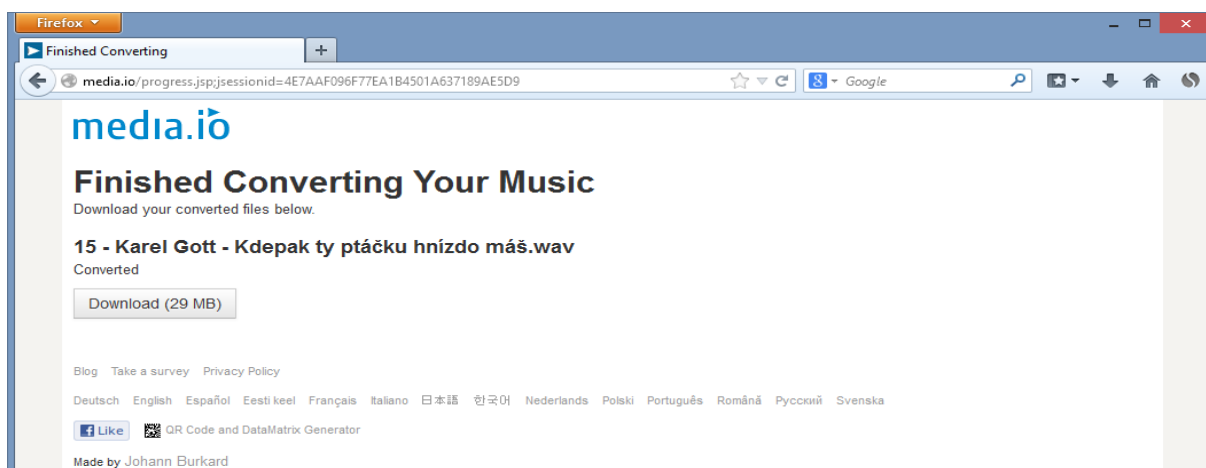 Firefox
Finished Converting
media.io/progress.jsp;jsessionid=4E7AAF096F77EA1B4501A637189AE5D9
Google
media.io
Finished Converting Your Music
Download your converted files below.
15 - Karel Gott - Kdepak ty ptáčku hnízdo máš.wav
Converted
Download (29 MB)
Blog Take a survey Privacy Policy
Deutsch English Español Eesti keel Français Italiano 日本語 한국어 Nederlands Polski Português Română Русский Svenska
Like QR Code and DataMatrix Generator
Made by Johann Burkard